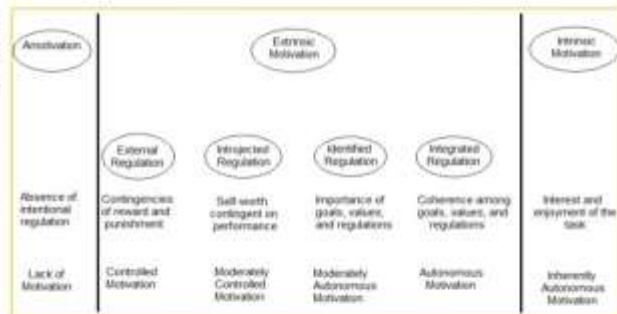 Amotivation
Extrinsic
Motivation
Intrinsic
Motivation
External
Regulation
Introjected
Regulation
Identified
Regulation
Integrated
Regulation
Absence of
intentional
regulation
Contingencies
of reward and
punishment
Self-worth
contingent on
performance
Importance of
goals, values,
and regulations
Coherence among
goals, values, and
regulations
Interest and
enjoyment of the
task
Lack of
Motivation
Controlled
Motivation
Moderately
Controlled
Motivation
Moderately
Autonomous
Motivation
Autonomous
Motivation
Inherently
Autonomous
Motivation